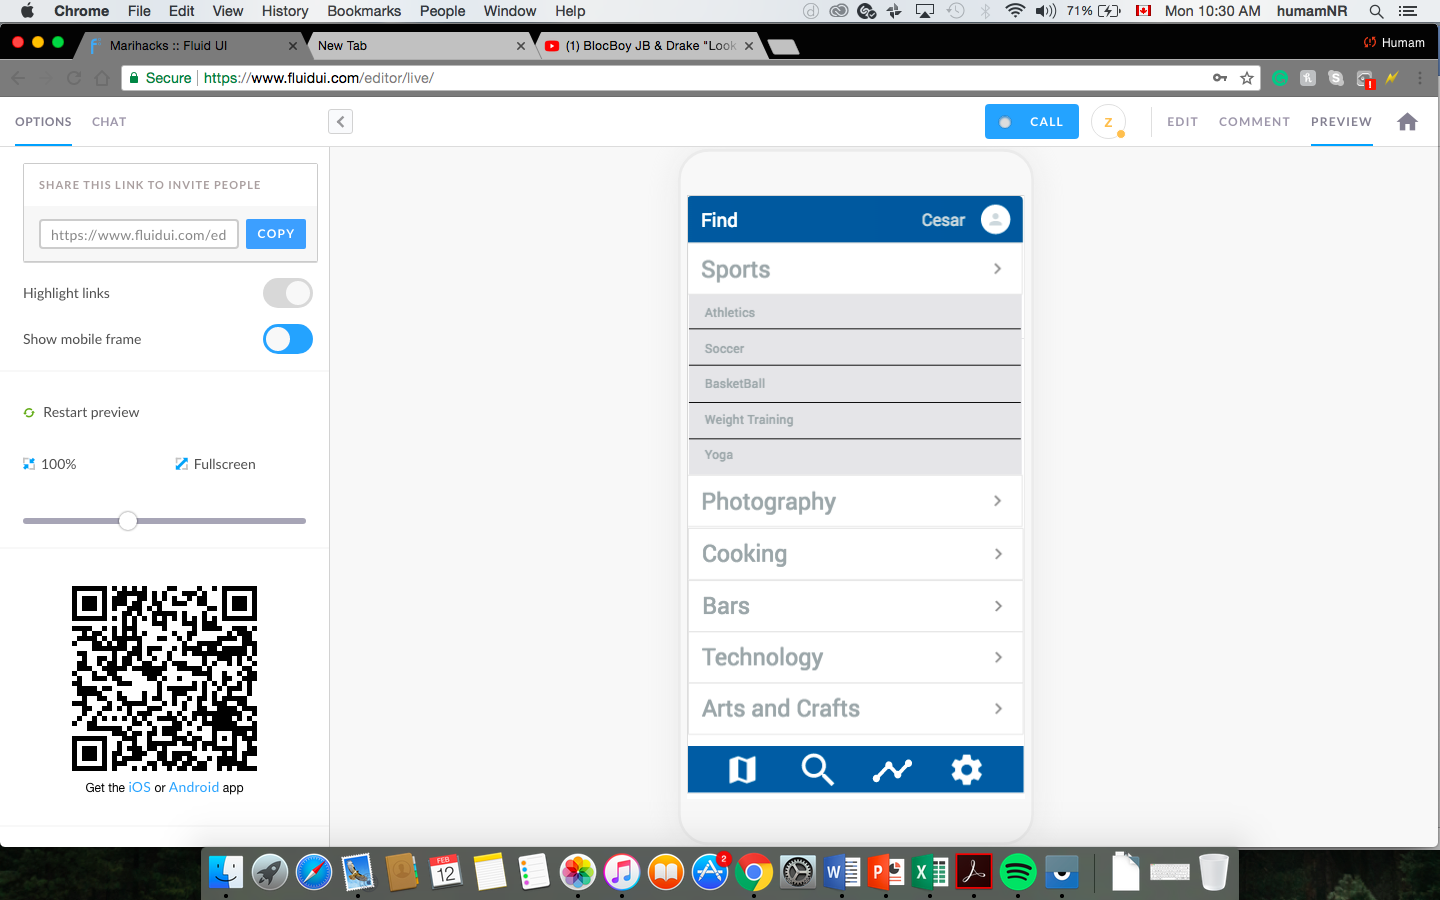 Chrome File Edit View History Bookmarks People Window Help 71% Mon 10:30 AM humamNR
Marihacks :: Fluid UI
New Tab
(1) BlocBoy JB & Drake "Look
Humam
Secure https://www.fluidui.com/editor/live/
OPTIONS CHAT
CALL
Z
EDIT COMMENT PREVIEW
SHARE THIS LINK TO INVITE PEOPLE
https://www.fluidui.com/ed COPY
Highlight links
Show mobile frame
Restart preview
100% Fullscreen
Get the iOS or Android app
Find Cesar
Sports
Athletics
Soccer
BasketBall
Weight Training
Yoga
Photography
Cooking
Bars
Technology
Arts and Crafts
FEB
12
2